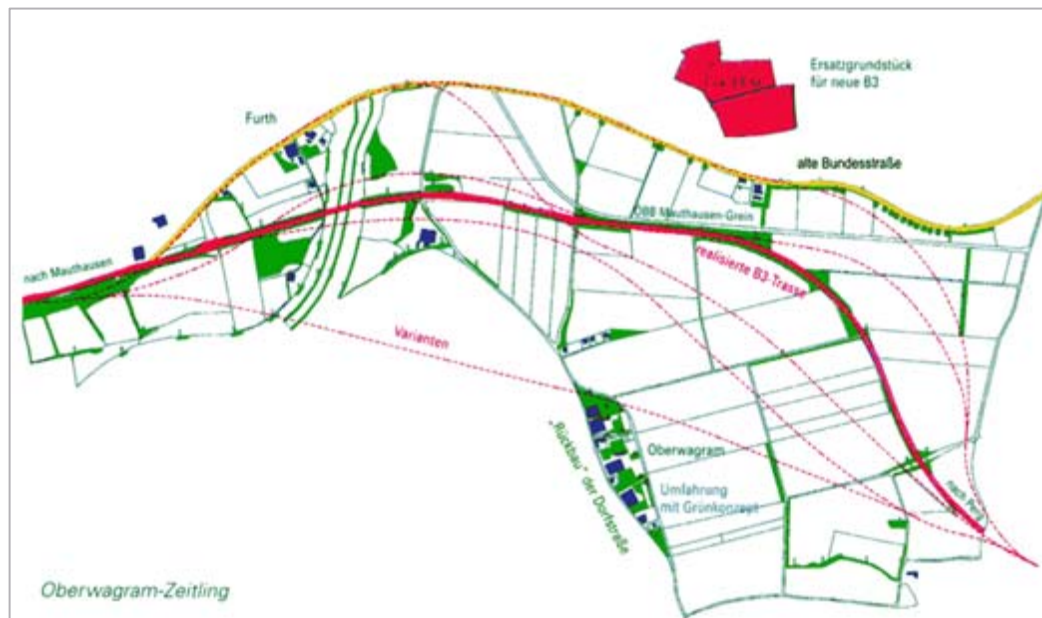 Ersatzgrundstück
für neue B3
Furth
alte Bundesstraße
ÖBB Mauthausen-Grein
nach Mauthausen
realisierte B3-Trasse
Varianten
„Rückbau“ der Dorfstraße
Oberwagram
Umfahrung
mit Grünkonzept
nach Perg
Oberwagram-Zeitling